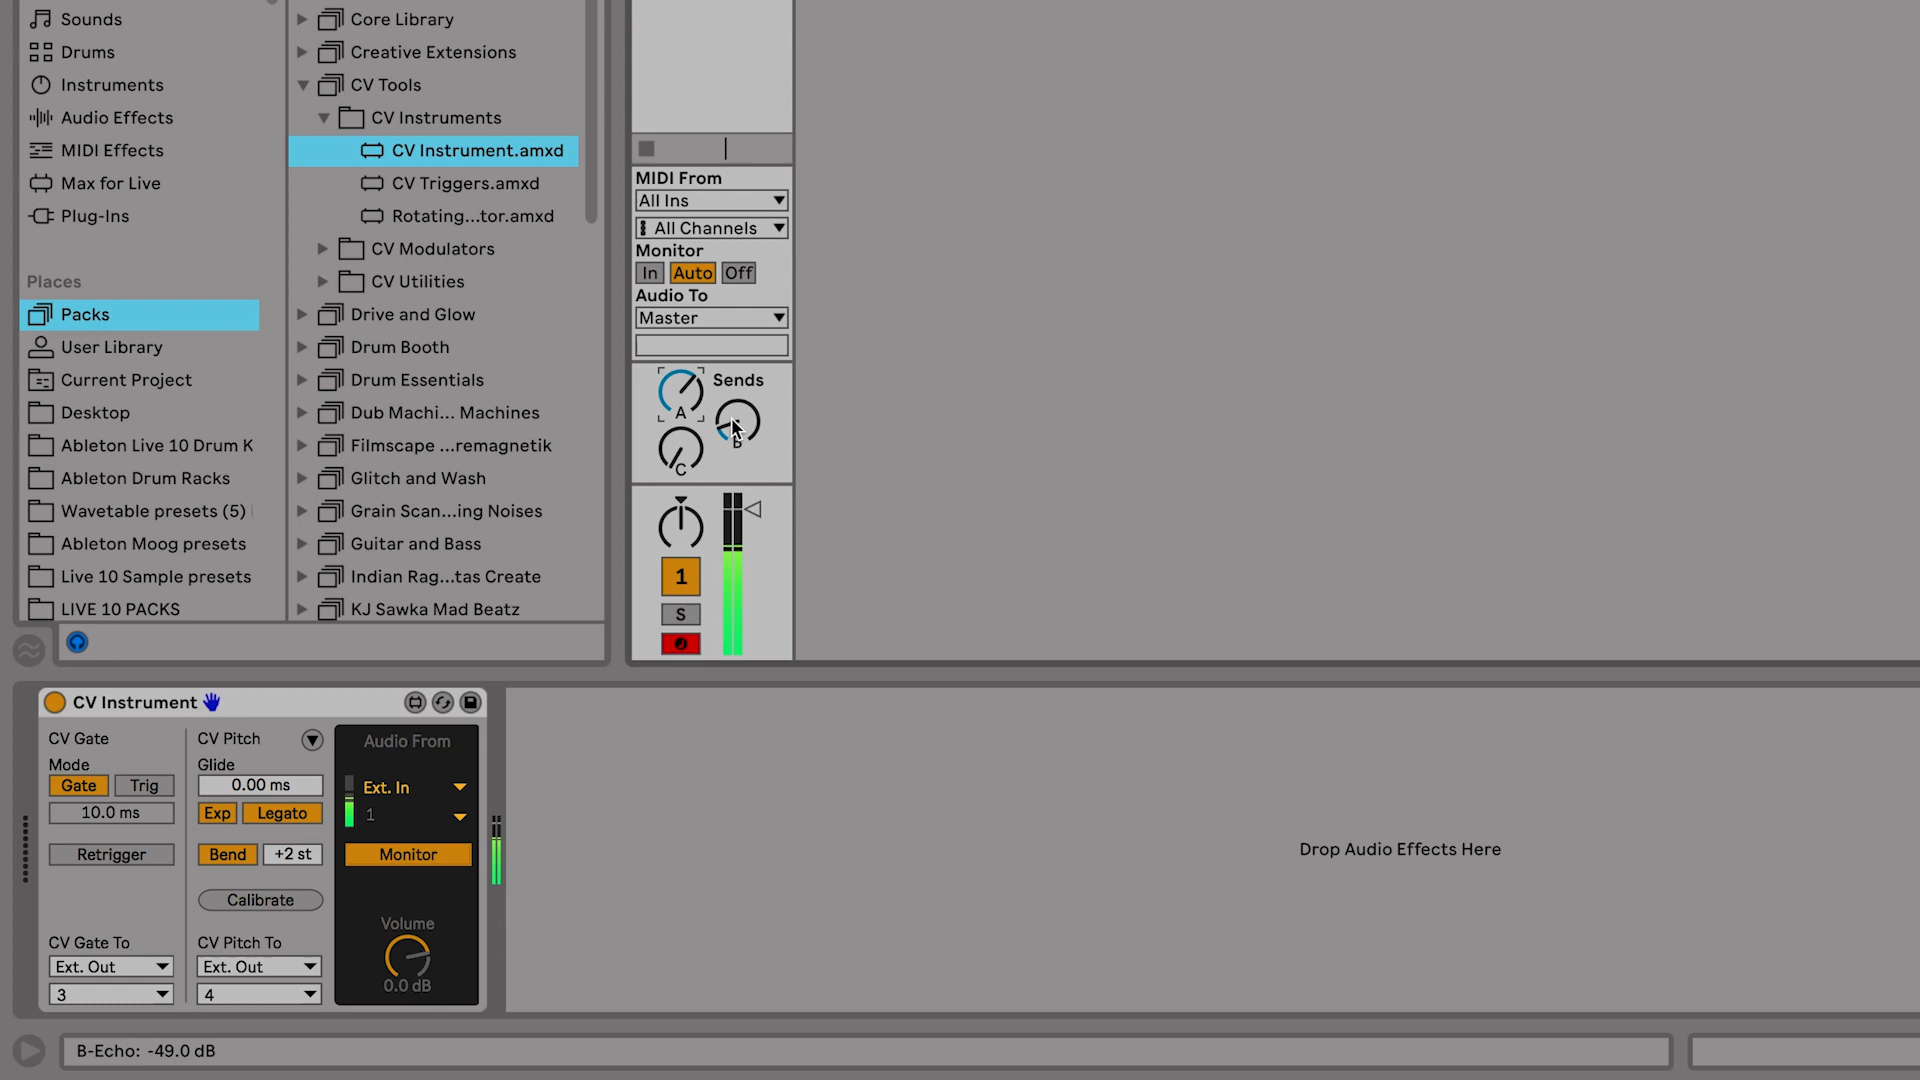 Sounds
Drums
Instruments
Audio Effects
MIDI Effects
Max for Live
Plug-Ins
Places
Packs
User Library
Current Project
Desktop
Ableton Live 10 Drum K
Ableton Drum Racks
Wavetable presets (5)
Ableton Moog presets
Live 10 Sample presets
LIVE 10 PACKS
Core Library
Creative Extensions
CV Tools
CV Instruments
CV Instrument.amxd
CV Triggers.amxd
Rotating...tor.amxd
CV Modulators
CV Utilities
Drive and Glow
Drum Booth
Drum Essentials
Dub Machi... Machines
Filmscape ...remagnetik
Glitch and Wash
Grain Scan...ing Noises
Guitar and Bass
Indian Rag...tas Create
KJ Sawka Mad Beatz
MIDI From
All Ins
All Channels
Monitor
In Auto Off
Audio To
Master
Sends
A
B
C
1
S
CV Instrument
CV Gate
Mode
Gate Trig
10.0 ms
Retrigger
CV Gate To
Ext. Out
3
CV Pitch
Glide
0.00 ms
Exp Legato
Bend +2 st
Calibrate
CV Pitch To
Ext. Out
4
Audio From
Ext. In
1
Monitor
Volume
0.0 dB
Drop Audio Effects Here
B-Echo: -49.0 dB